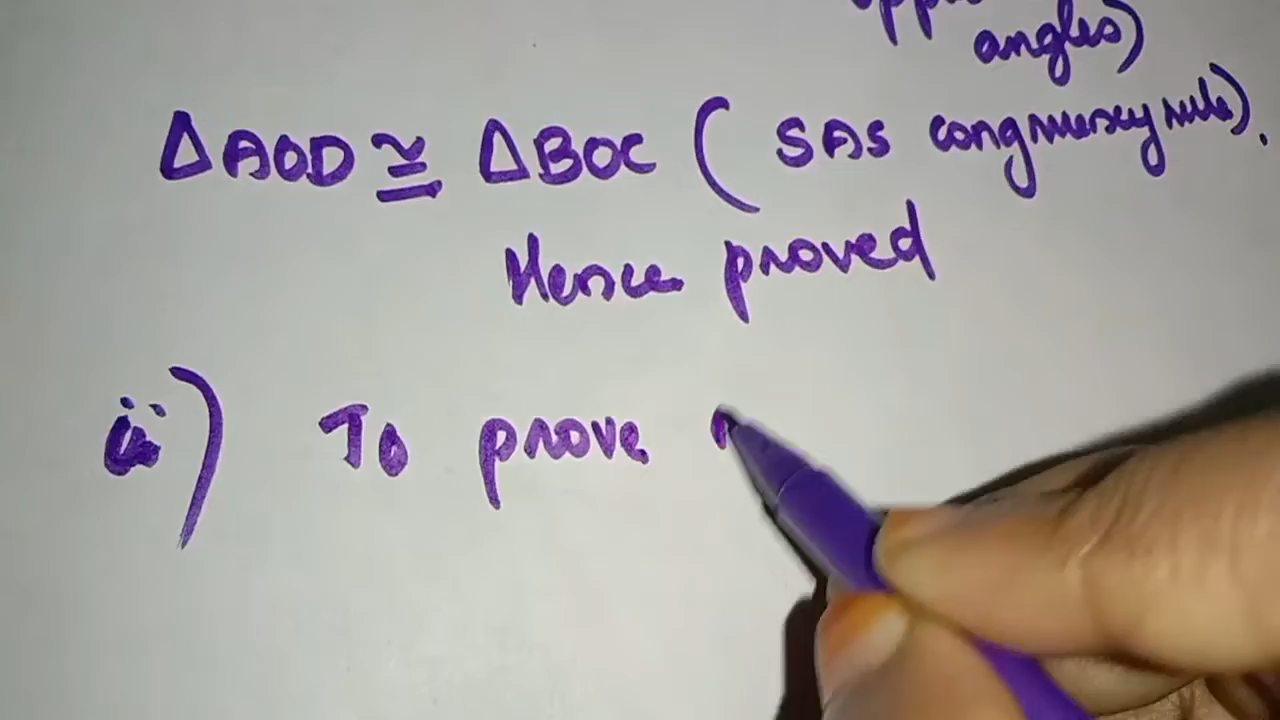 angles)
ΔAOD ≅ ΔBOC ( SAS congruency rule).
Hence proved
ii) To prove